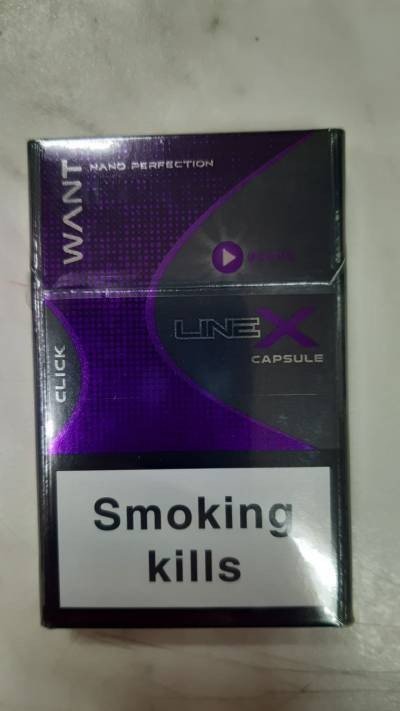 WANT
NANO PERFECTION
LINE X
CAPSULE
CLICK
Smoking
kills